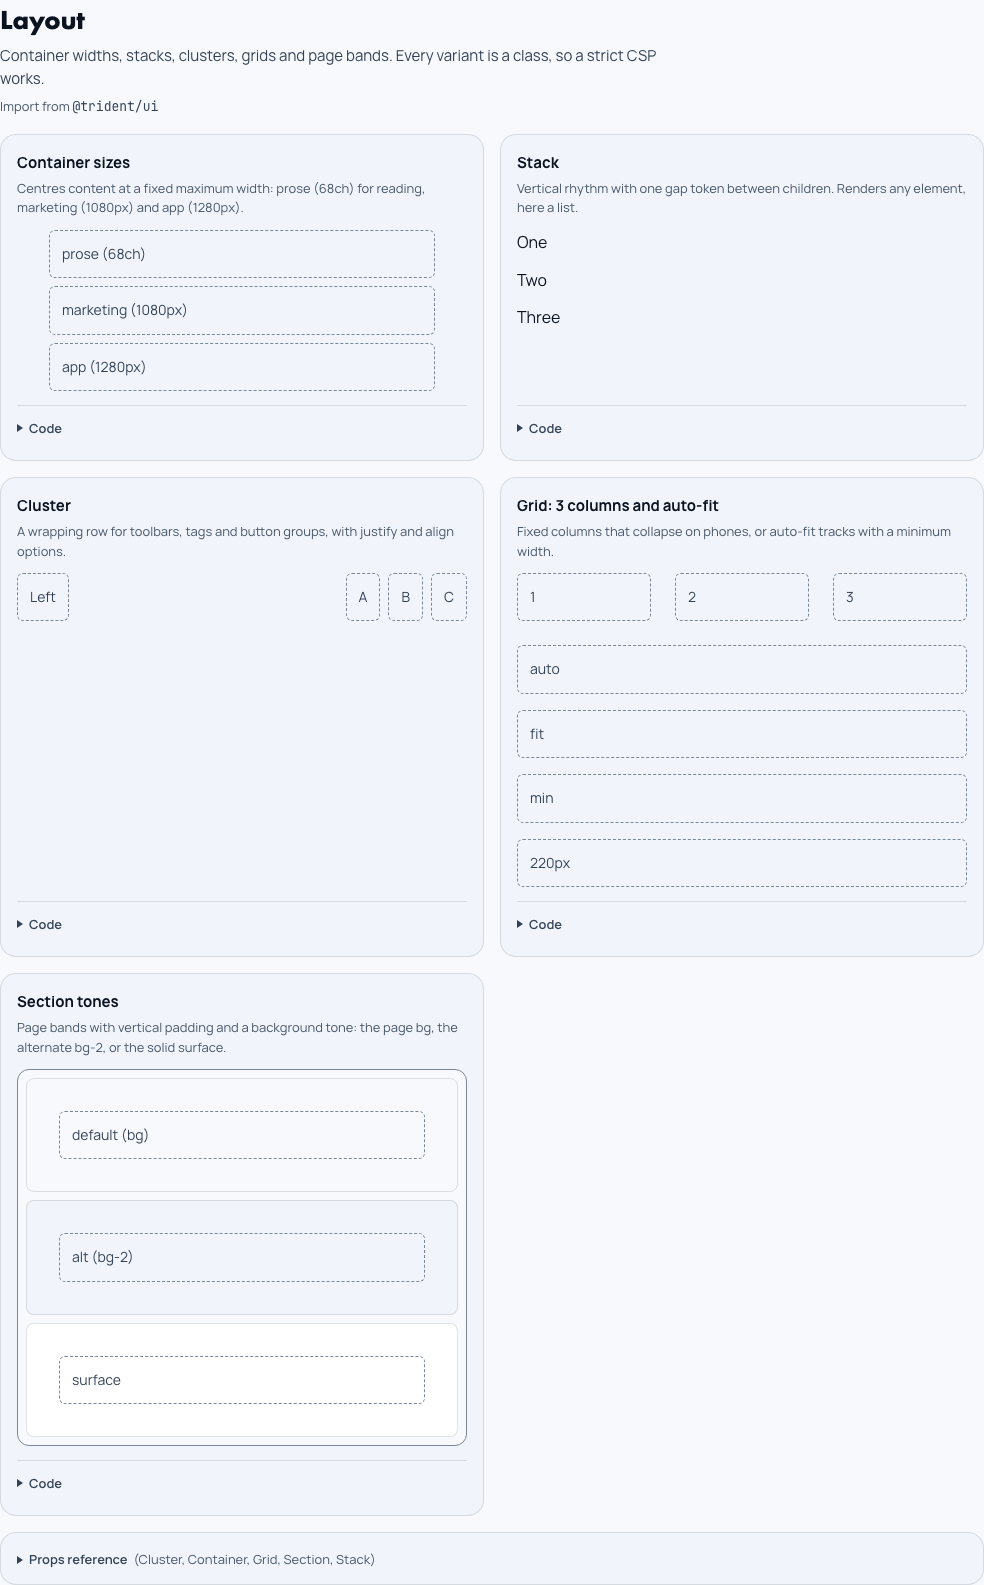 Layout
Container widths, stacks, clusters, grids and page bands. Every variant is a class, so a strict CSP
works.
Import from @trident/ui
Container sizes
Centres content at a fixed maximum width: prose (68ch) for reading,
marketing (1080px) and app (1280px).
prose (68ch)
marketing (1080px)
app (1280px)
Code
Stack
Vertical rhythm with one gap token between children. Renders any element,
here a list.
One
Two
Three
Code
Cluster
A wrapping row for toolbars, tags and button groups, with justify and align
options.
Left A B C
Code
Grid: 3 columns and auto-fit
Fixed columns that collapse on phones, or auto-fit tracks with a minimum
width.
1 2 3
auto
fit
min
220px
Code
Section tones
Page bands with vertical padding and a background tone: the page bg, the
alternate bg-2, or the solid surface.
default (bg)
alt (bg-2)
surface
Code
Props reference (Cluster, Container, Grid, Section, Stack)